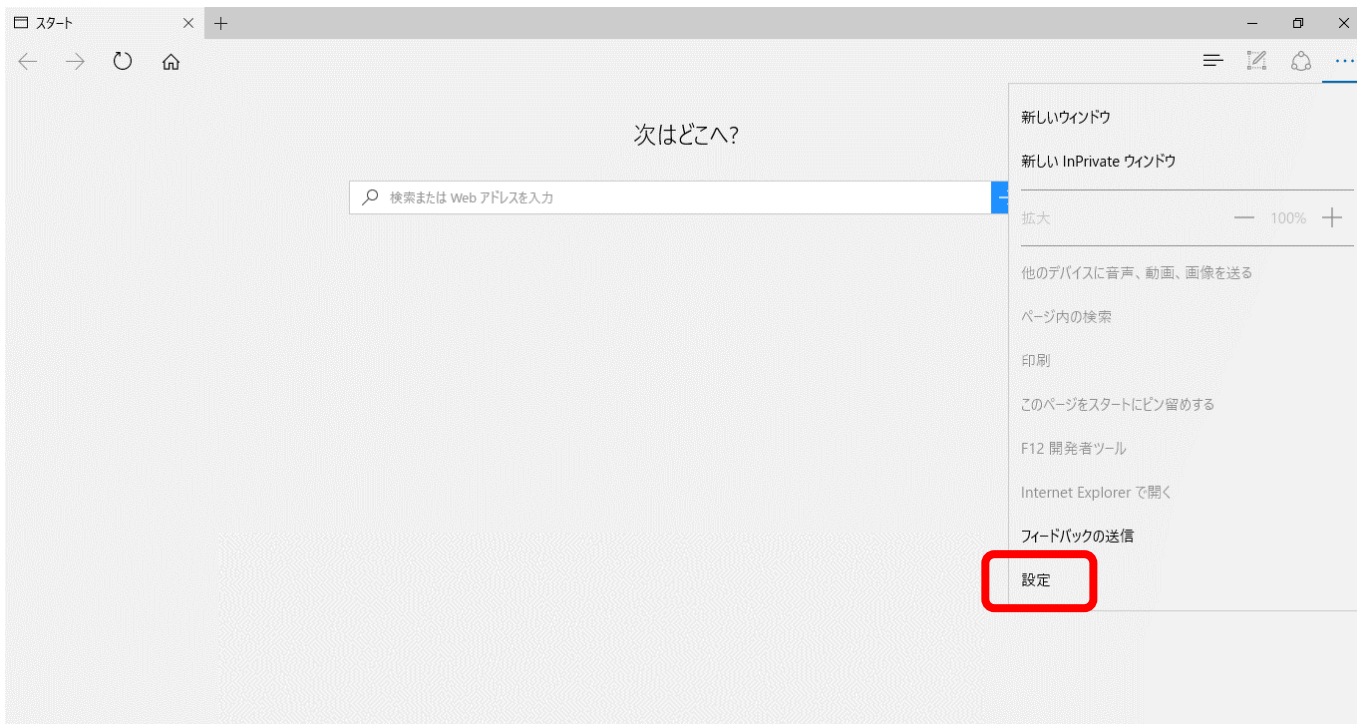 スタート
次はどこへ?
検索または Web アドレスを入力
新しいウィンドウ
新しい InPrivate ウィンドウ
拡大 100%
他のデバイスに音声、動画、画像を送る
ページ内の検索
印刷
このページをスタートにピン留めする
F12 開発者ツール
Internet Explorer で開く
フィードバックの送信
設定